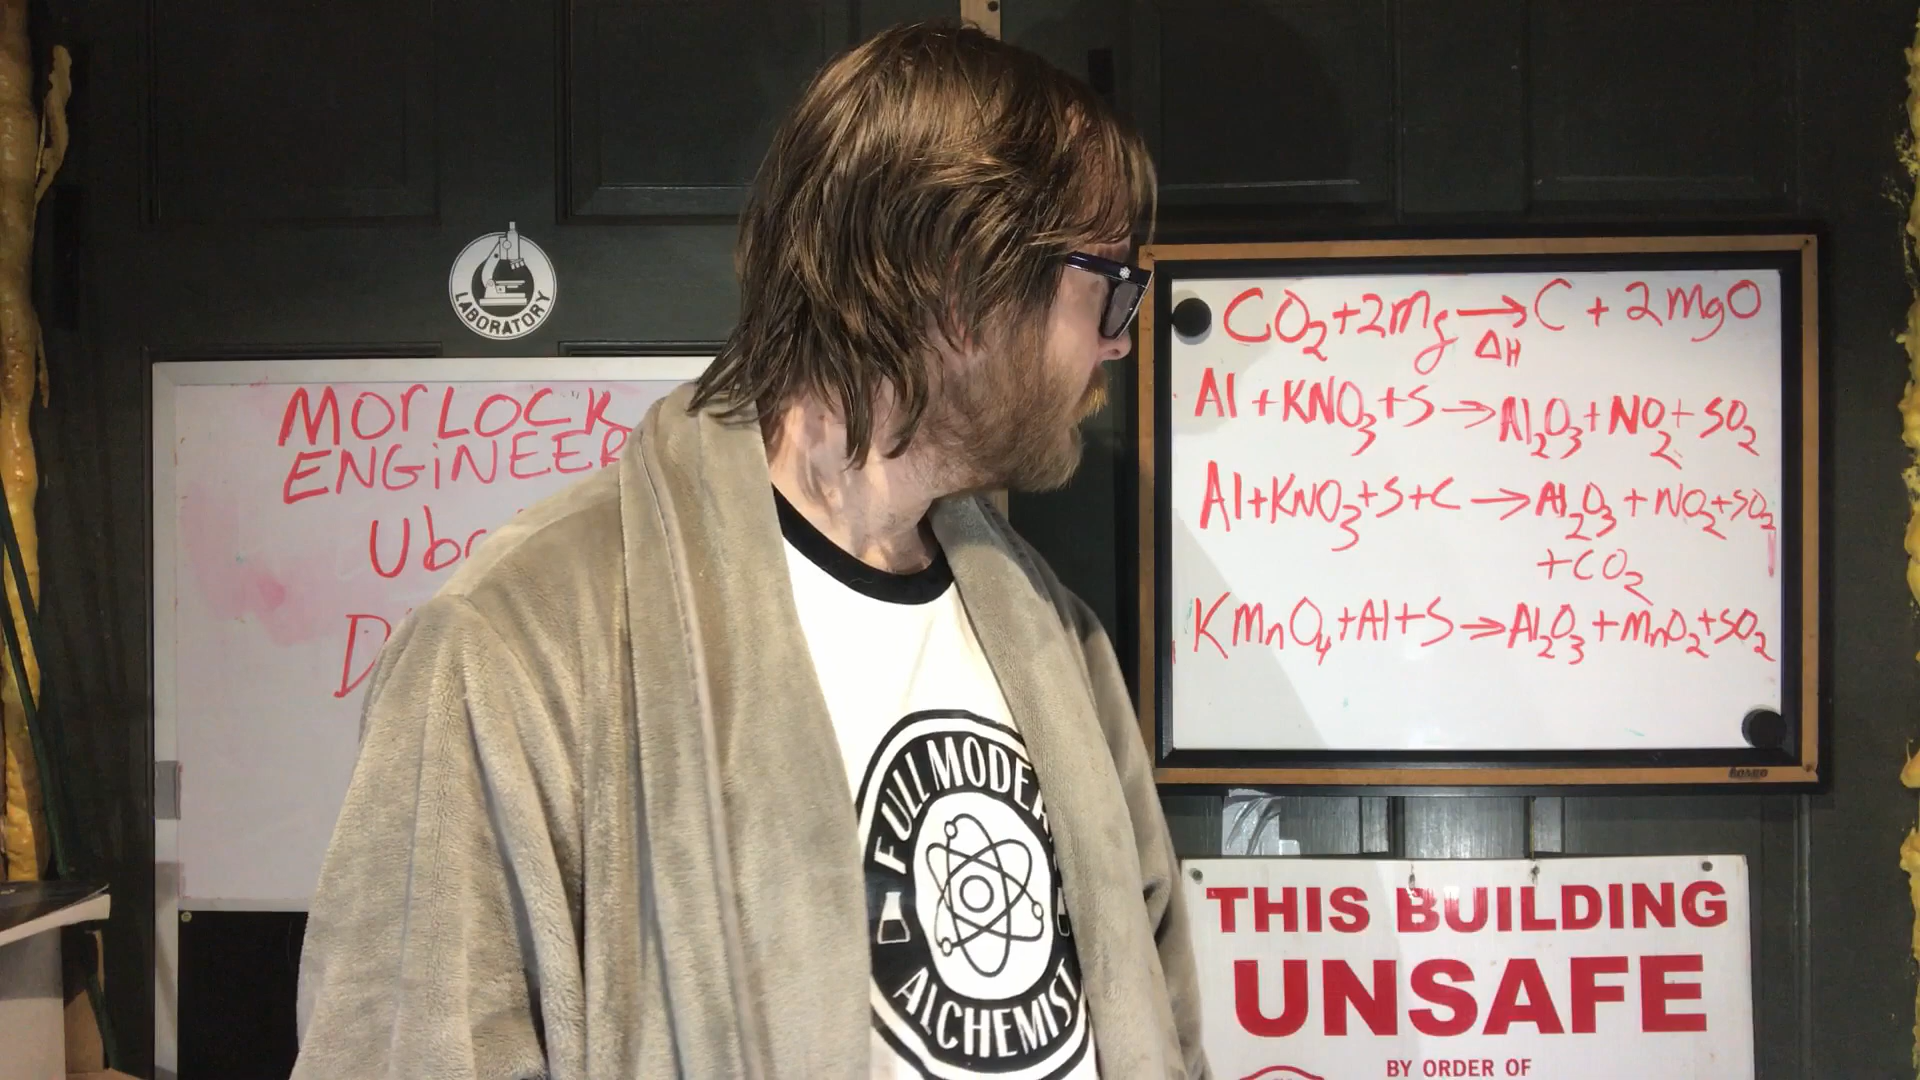 LABORATORY
MORLOCK
ENGINEER
CO2+2Mg→C + 2MgO
ΔH
Al+KNO3+S→Al2O3+NO2+SO2
Al+KNO3+S+C→Al2O3+NO2+SO2
+CO2
KMnO4+Al+S→Al2O3+MnO2+SO2
FULL MODE
ALCHEMIST
THIS BUILDING
UNSAFE
BY ORDER OF